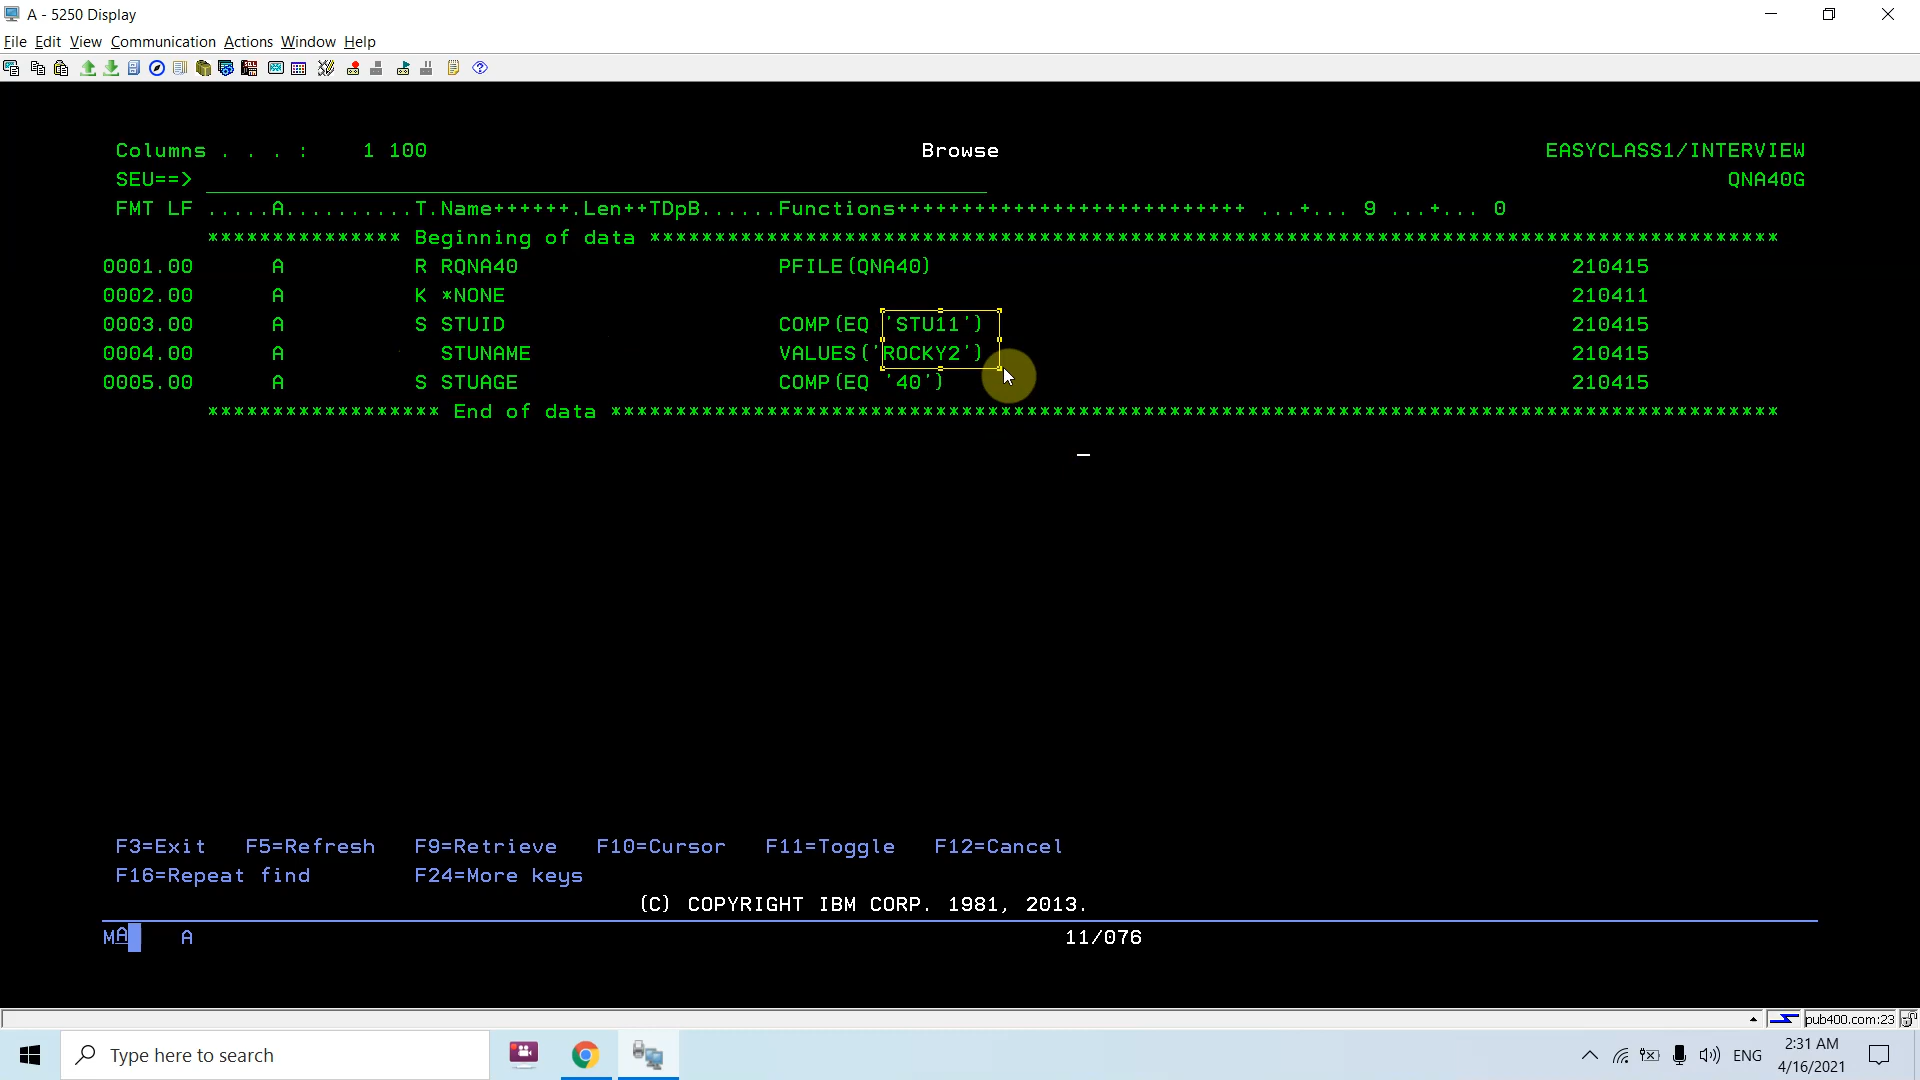 A - 5250 Display
File Edit View Communication Actions Window Help
Columns . . . :    1 100                                      Browse                                      EASYCLASS1/INTERVIEW
SEU==> ____________________________________________________________ QNA40G
FMT LF .....A..........T.Name++++++.Len++TDpB......Functions+++++++++++++++++++++++++++ ...+... 9 ...+... 0
*************** Beginning of data ***************************************************************************************
0001.00      A          R RQNA40                    PFILE(QNA40)                                                  210415
0002.00      A          K *NONE                                                                                   210411
0003.00      A          S STUID                     COMP(EQ 'STU11')                                              210415
0004.00      A            STUNAME                   VALUES('ROCKY2')                                              210415
0005.00      A          S STUAGE                    COMP(EQ '40')                                                 210415
****************** End of data ******************************************************************************************
F3=Exit   F5=Refresh   F9=Retrieve   F10=Cursor   F11=Toggle   F12=Cancel
F16=Repeat find        F24=More keys
(C) COPYRIGHT IBM CORP. 1981, 2013.
MA    A    11/076
pub400.com:23
Type here to search
ENG
2:31 AM
4/16/2021